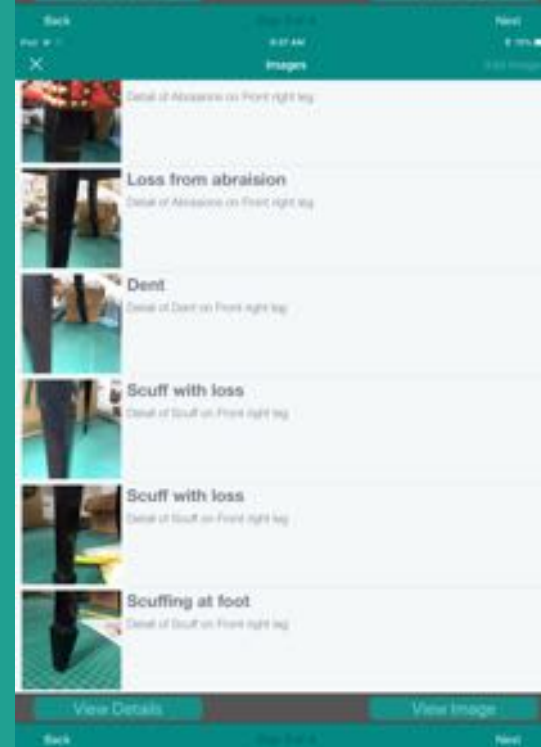 Back
Next
Images
Detail of Abrasions on Front right leg
Loss from abraision
Detail of Abrasions on Front right leg
Dent
Detail of Dent on Front right leg
Scuff with loss
Detail of Scuff on Front right leg
Scuff with loss
Detail of Scuff on Front right leg
Scuffing at foot
Detail of Scuff on Front right leg
View Details
View Image
Back
Next